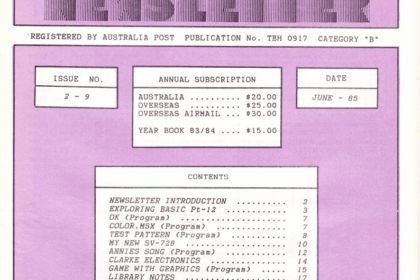 NEWSLETTER
REGISTERED BY AUSTRALIA POST PUBLICATION No. TBH 0917 CATEGORY "B"
ISSUE NO.
2 - 9
ANNUAL SUBSCRIPTION
AUSTRALIA .......... $20.00
OVERSEAS .......... $25.00
OVERSEAS AIRMAIL ... $30.00
YEAR BOOK 83/84 .... $15.00
DATE
JUNE - 85
CONTENTS
NEWSLETTER INTRODUCTION .......... 2
EXPLORING BASIC Pt-12 .......... 3
OK (Program) .......... 7
COLOR.MSX (Program) .......... 7
TEST PATTERN (Program) .......... 8
MY NEW SV-728 .......... 10
ANNIES SONG (Program) .......... 12
CLARKE ELECTRONICS .......... 14
GAME WITH GRAPHICS (Program) ..... 15
LIBRARY NOTES .......... 17